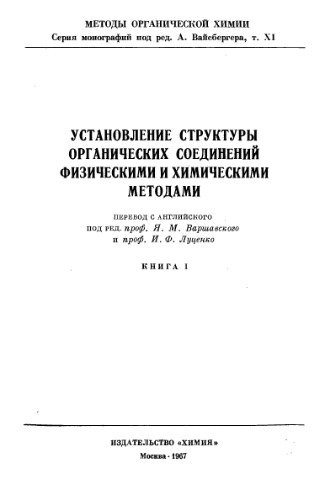 МЕТОДЫ ОРГАНИЧЕСКОЙ ХИМИИ
Серия монографий под ред. А. Вайсбергера, т. XI
УСТАНОВЛЕНИЕ СТРУКТУРЫ
ОРГАНИЧЕСКИХ СОЕДИНЕНИЙ
ФИЗИЧЕСКИМИ И ХИМИЧЕСКИМИ
МЕТОДАМИ
ПЕРЕВОД С АНГЛИЙСКОГО
ПОД РЕД. проф. Я. М. Варшавского
и проф. И. Ф. Луценко
КНИГА I
ИЗДАТЕЛЬСТВО «ХИМИЯ»
Москва · 1967